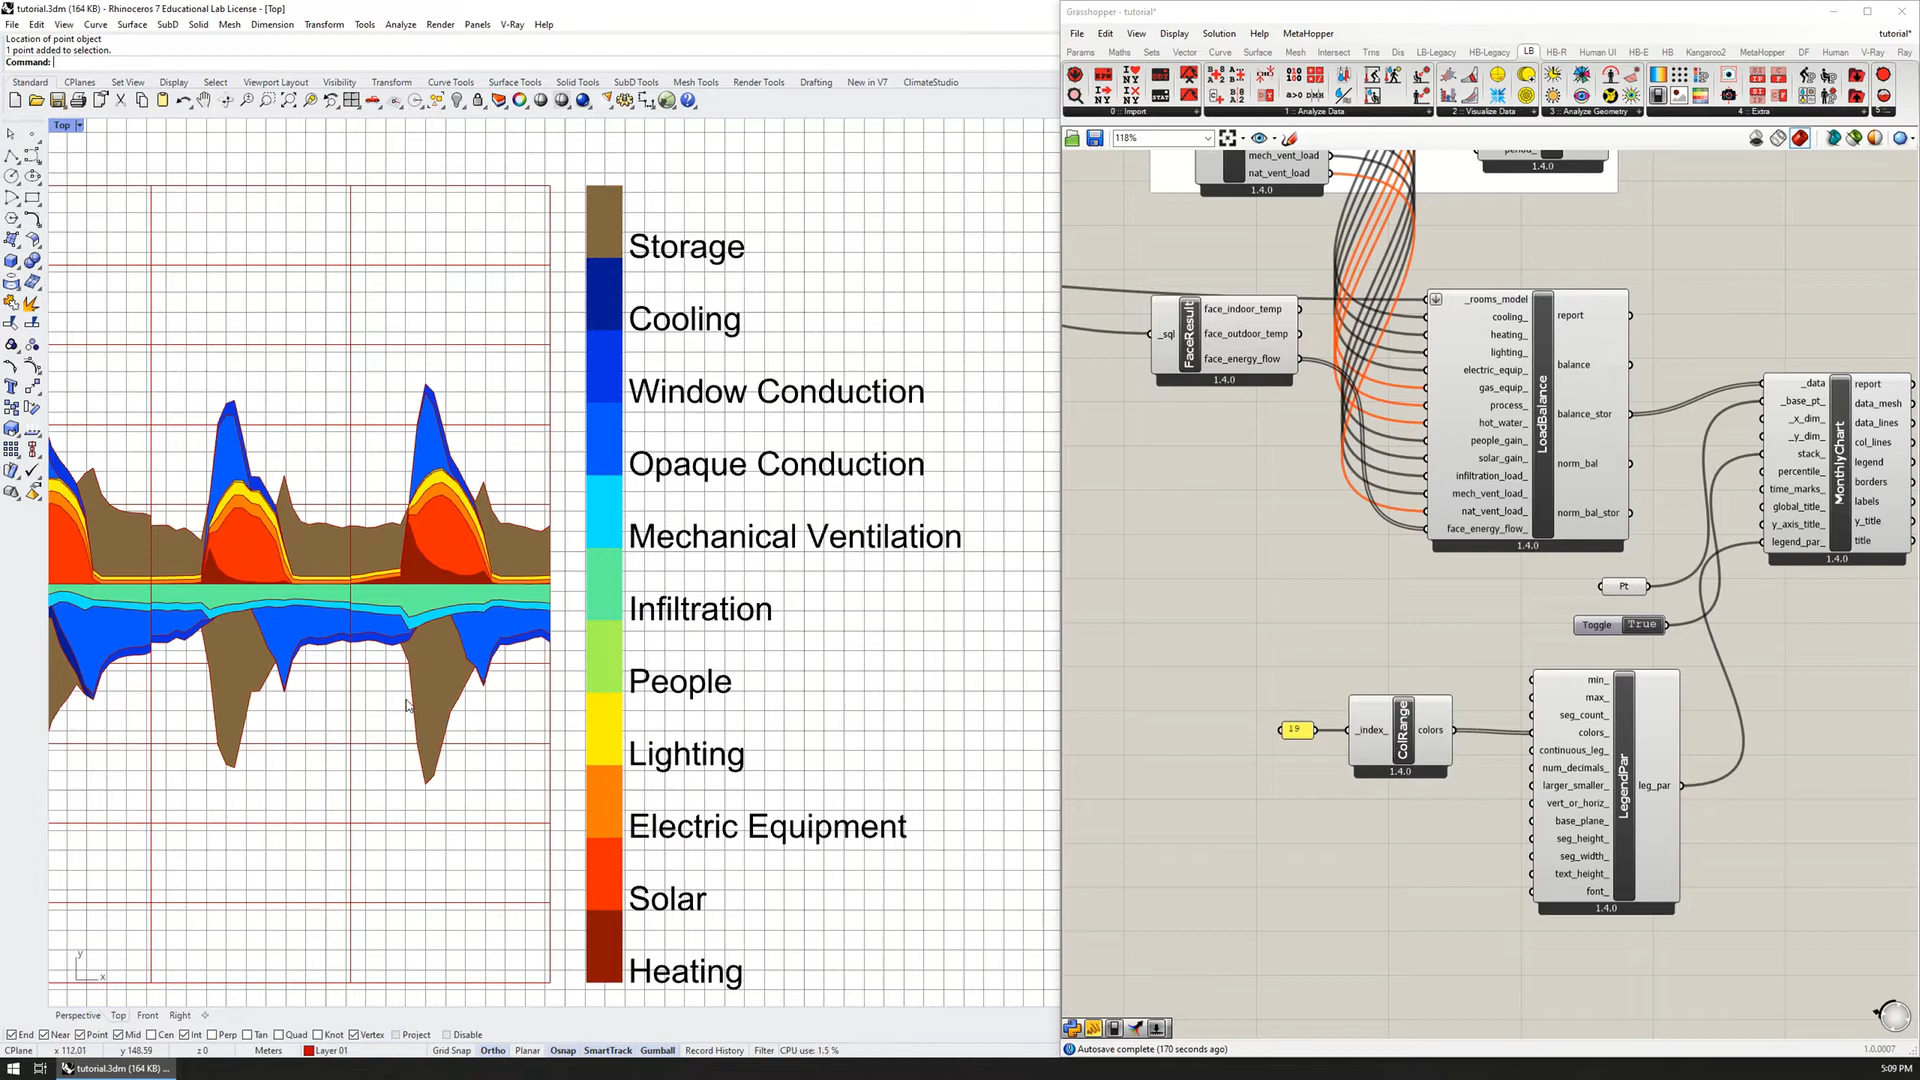 tutorial.3dm (164 KB) - Rhinoceros 7 Educational Lab License - [Top]
File Edit View Curve Surface SubD Solid Mesh Dimension Transform Tools Analyze Render Panels V-Ray Help
Location of point object
1 point added to selection.
Command:
Standard CPlanes Set View Display Select Viewport Layout Visibility Transform Curve Tools Surface Tools Solid Tools SubD Tools Mesh Tools Render Tools Drafting New in V7 ClimateStudio
Top
Storage
Cooling
Window Conduction
Opaque Conduction
Mechanical Ventilation
Infiltration
People
Lighting
Electric Equipment
Solar
Heating
y
x
Perspective Top Front Right
End Near Point Mid Cen Int Perp Tan Quad Knot Vertex Project Disable
CPlane x 112.01 y 148.59 z 0 Meters Layer 01 Grid Snap Ortho Planar Osnap SmartTrack Gumball Record History Filter CPU use: 1.5 %
tutorial.3dm (164 KB) ...
Grasshopper - tutorial*
File Edit View Display Solution Help MetaHopper tutorial*
Params Maths Sets Vector Curve Surface Mesh Intersect Trns Dis LB-Legacy HB-Legacy LB HB-R Human UI HB-E HB Kangaroo2 MetaHopper DF Human V-Ray Ray
0 :: Import 1 :: Analyze Data 2 :: Visualize Data 3 :: Analyze Geometry 4 :: Extra
118%
mech_vent_load
nat_vent_load
1.4.0
1.4.0
_sql
FaceResult
face_indoor_temp
face_outdoor_temp
face_energy_flow
1.4.0
_rooms_model
cooling_
heating_
lighting_
electric_equip_
gas_equip_
process_
hot_water_
people_gain_
solar_gain_
infiltration_load_
mech_vent_load_
nat_vent_load_
face_energy_flow_
LoadBalance
report
balance
balance_stor
norm_bal
norm_bal_stor
1.4.0
_data
_base_pt_
_x_dim_
_y_dim_
stack_
percentile_
time_marks_
global_title_
y_axis_title_
legend_par_
MonthlyChart
report
data_mesh
data_lines
col_lines
legend
borders
labels
y_title
title
1.4.0
Pt
Toggle True
19
_index_
ColRange
colors
1.4.0
min_
max_
seg_count_
colors_
continuous_leg_
num_decimals_
larger_smaller_
vert_or_horiz_
base_plane_
seg_height_
seg_width_
text_height_
font_
LegendPar
leg_par
1.4.0
Autosave complete (170 seconds ago)
1.0.0007
5:09 PM